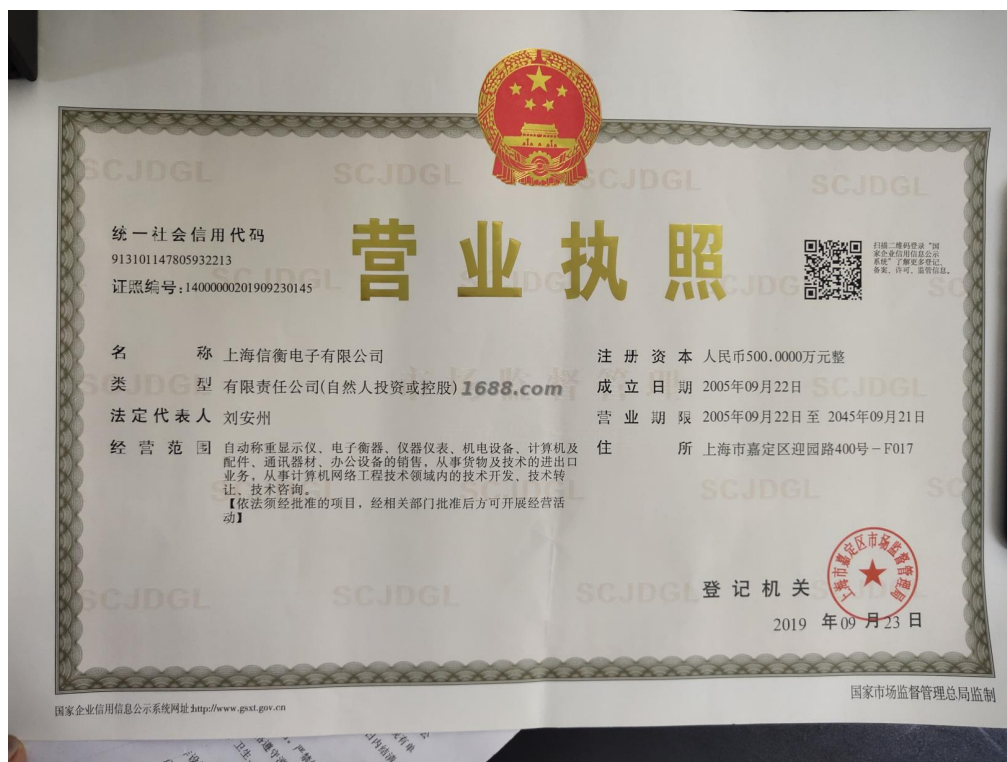 营业执照
统一社会信用代码
913101147805932213
证照编号:14000000201909230145
扫描二维码登录“国
家企业信用信息公示
系统”了解更多登记、
备案、许可、监管信息。
名称 上海信衡电子有限公司
类型 有限责任公司(自然人投资或控股)
法定代表人 刘安州
经营范围 自动称重显示仪、电子衡器、仪器仪表、机电设备、计算机及
配件、通讯器材、办公设备的销售,从事货物及技术的进出口
业务,从事计算机网络工程技术领域内的技术开发、技术转
让、技术咨询。
【依法须经批准的项目,经相关部门批准后方可开展经营活
动】
1688.com
注册资本 人民币500.0000万元整
成立日期 2005年09月22日
营业期限 2005年09月22日 至 2045年09月21日
住所 上海市嘉定区迎园路400号-F017
登记机关
上海市嘉定区市场监督管理局
2019 年 09 月 23 日
国家企业信用信息公示系统网址:http://www.gsxt.gov.cn
国家市场监督管理总局监制
SCJDGL
市场监督管理